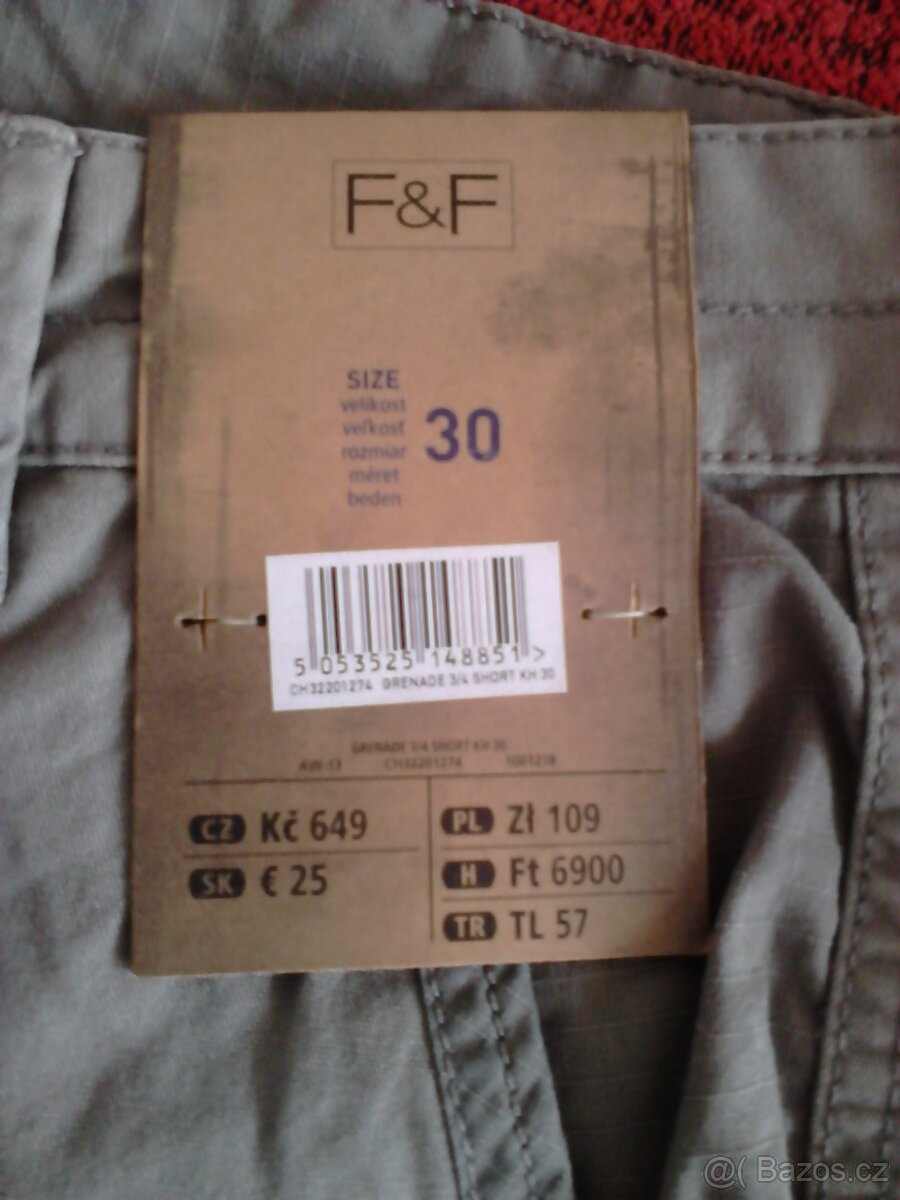 F&F
SIZE
velikost
veľkosť
rozmiar
méret
beden
30
5 053525 148851 >
CH32201274 GRENADE 3/4 SHORT KH 30
GRENADE 3/4 SHORT KH 30
AW-13 CH32201274 1001218
CZ Kč 649
SK € 25
PL Zł 109
H Ft 6900
TR TL 57
@( Bazos.cz